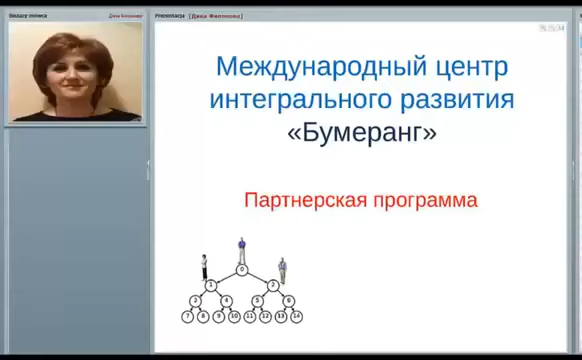 Prezentacja
Международный центр
интегрального развития
«Бумеранг»
Партнерская программа
0
1 2
3 4 5 6
7 8 9 10 11 12 13 14